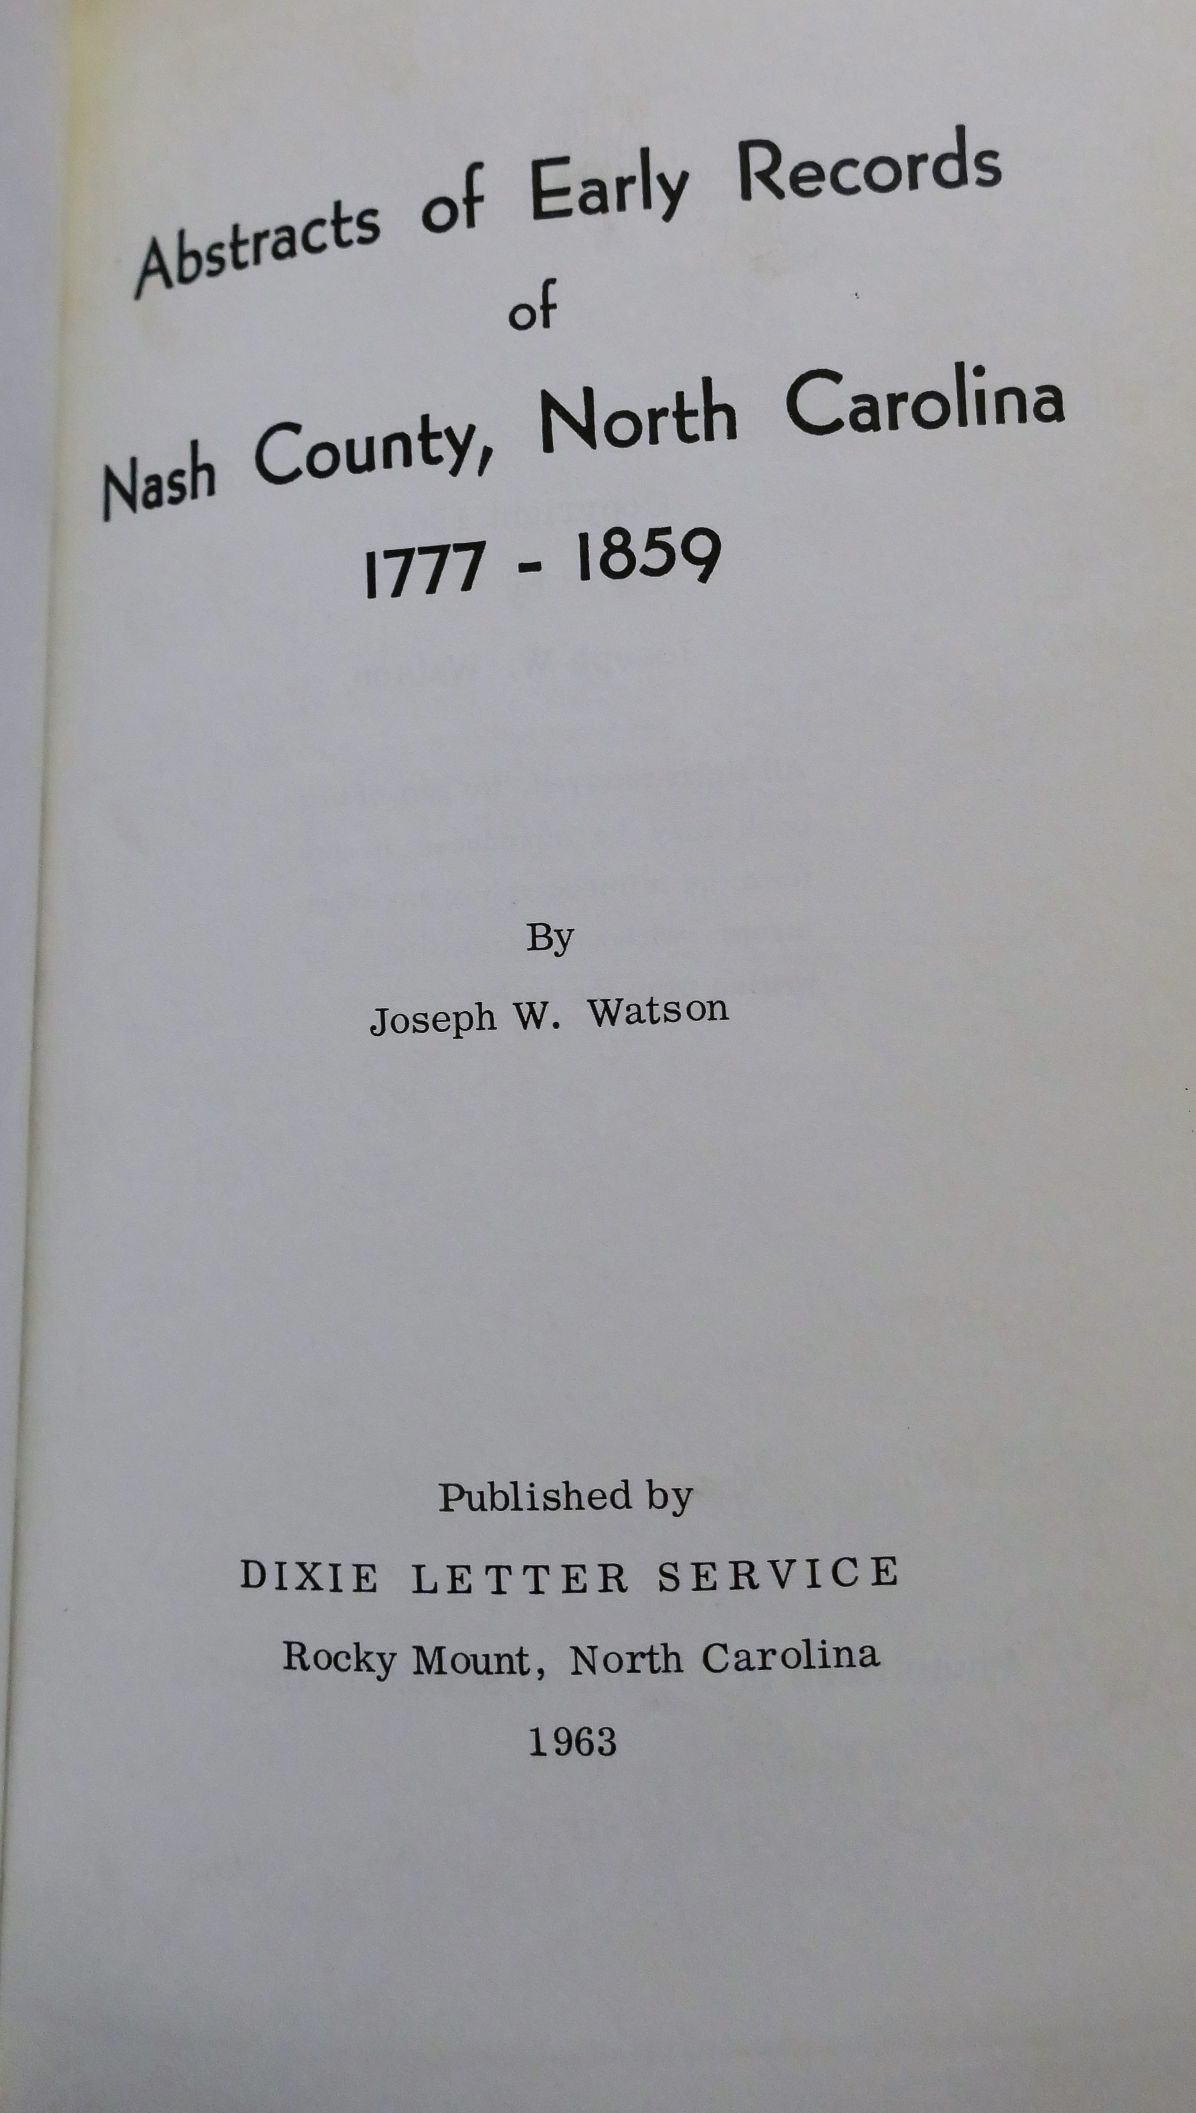 Abstracts of Early Records
of
Nash County, North Carolina
1777 - 1859
By
Joseph W. Watson
Published by
DIXIE LETTER SERVICE
Rocky Mount, North Carolina
1963